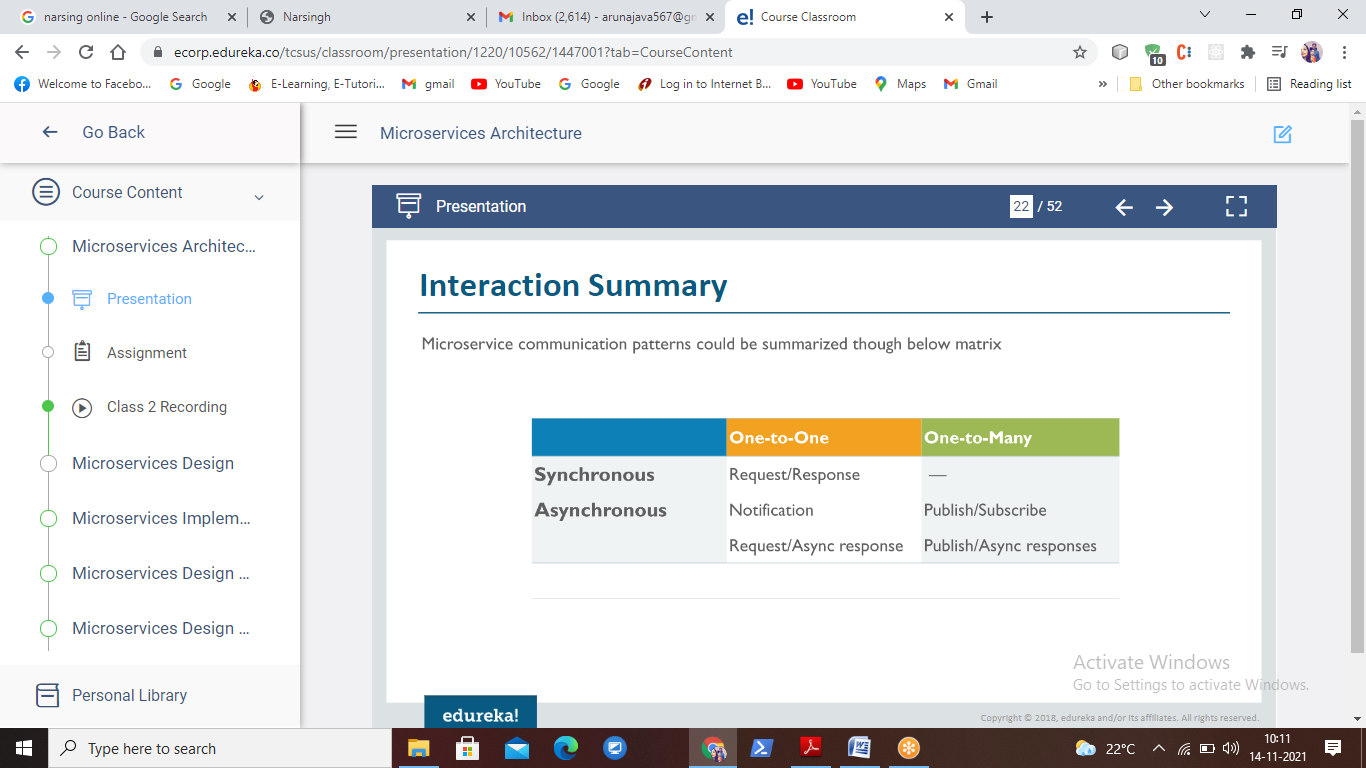 narsing online - Google Search
Narsingh
Inbox (2,614) - arunajava567@gm
e! Course Classroom
ecorp.edureka.co/tcsus/classroom/presentation/1220/10562/1447001?tab=CourseContent
10
Welcome to Facebo...
Google
E-Learning, E-Tutori...
gmail
YouTube
Google
Log in to Internet B...
YouTube
Maps
Gmail
»
Other bookmarks
Reading list
Go Back
Microservices Architecture
Course Content
Presentation
22 / 52
Microservices Architec...
Presentation
Assignment
Class 2 Recording
Microservices Design
Microservices Implem...
Microservices Design ...
Microservices Design ...
Personal Library
Interaction Summary
Microservice communication patterns could be summarized though below matrix
One-to-One One-to-Many
Synchronous Request/Response —
Asynchronous Notification Publish/Subscribe
Request/Async response Publish/Async responses
Activate Windows
Go to Settings to activate Windows.
edureka!
Copyright © 2018, edureka and/or its affiliates. All rights reserved.
Type here to search
22°C
10:11
14-11-2021